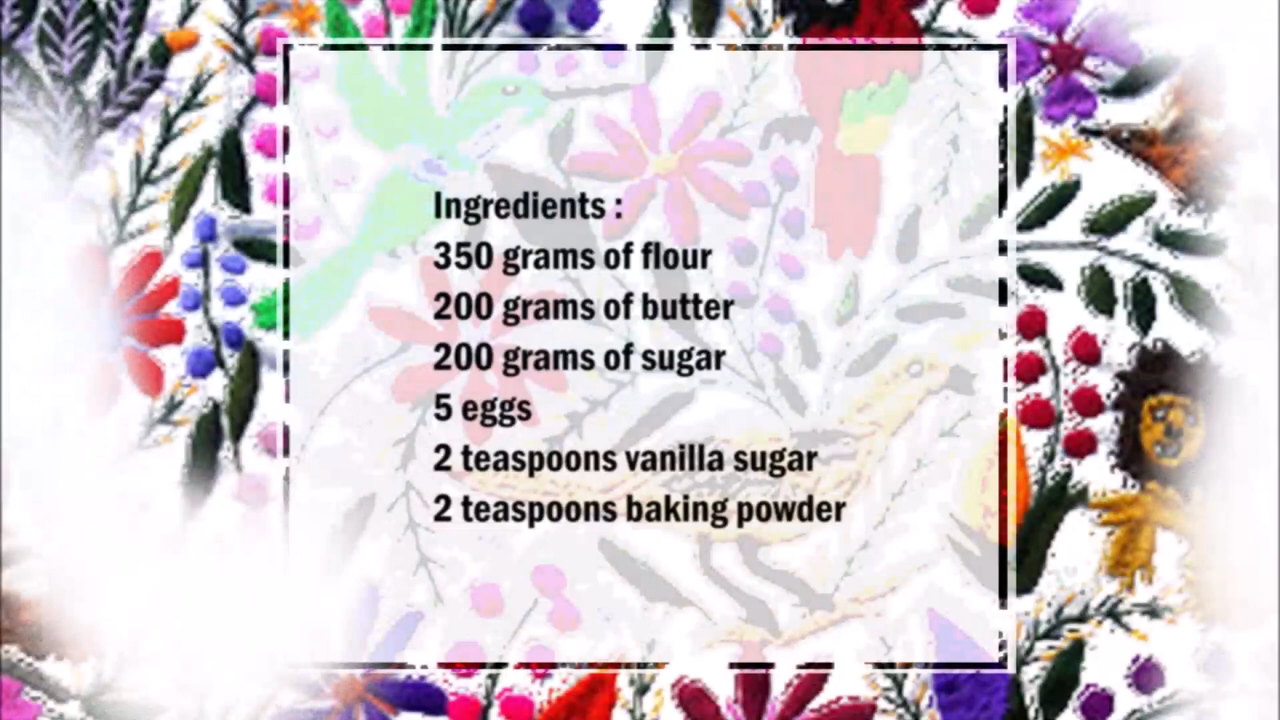 Ingredients :
350 grams of flour
200 grams of butter
200 grams of sugar
5 eggs
2 teaspoons vanilla sugar
2 teaspoons baking powder